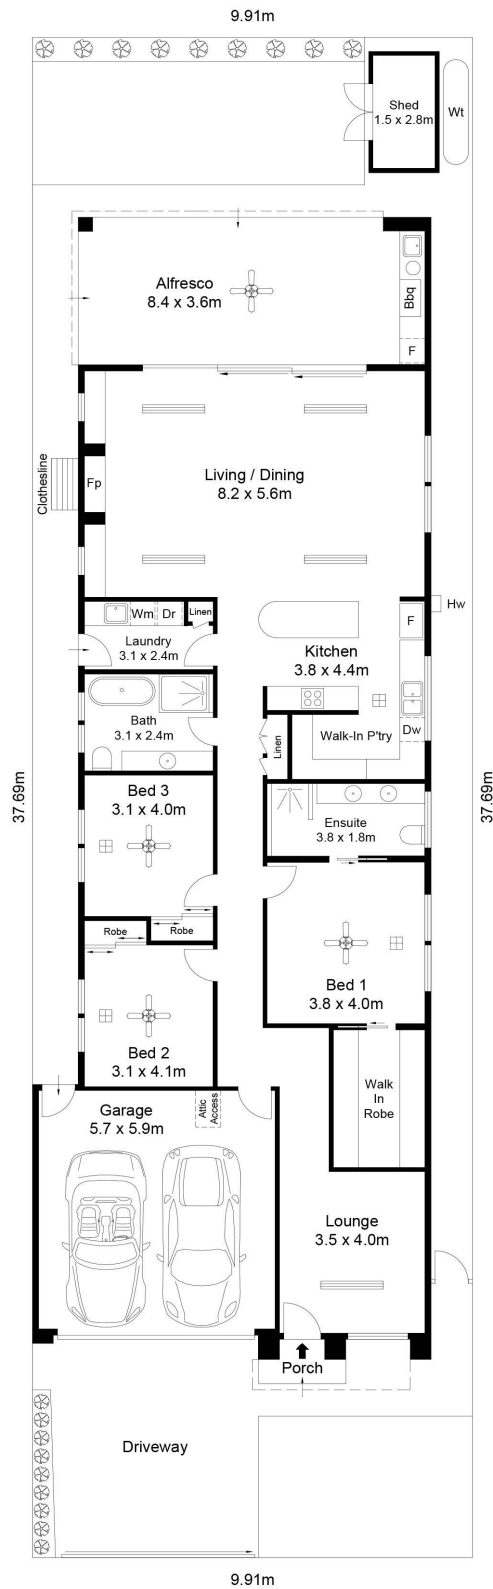 9.91m
Shed
1.5 x 2.8m
Wt
Alfresco
8.4 x 3.6m
Bbq
F
Clothesline
Fp
Living / Dining
8.2 x 5.6m
Wm
Dr
Linen
Hw
Laundry
3.1 x 2.4m
Kitchen
3.8 x 4.4m
F
Bath
3.1 x 2.4m
Linen
Walk-In P'try
Dw
37.69m
37.69m
Bed 3
3.1 x 4.0m
Ensuite
3.8 x 1.8m
Robe
Robe
Bed 1
3.8 x 4.0m
Bed 2
3.1 x 4.1m
Walk
In
Robe
Garage
5.7 x 5.9m
Attic
Access
Lounge
3.5 x 4.0m
Porch
Driveway
9.91m